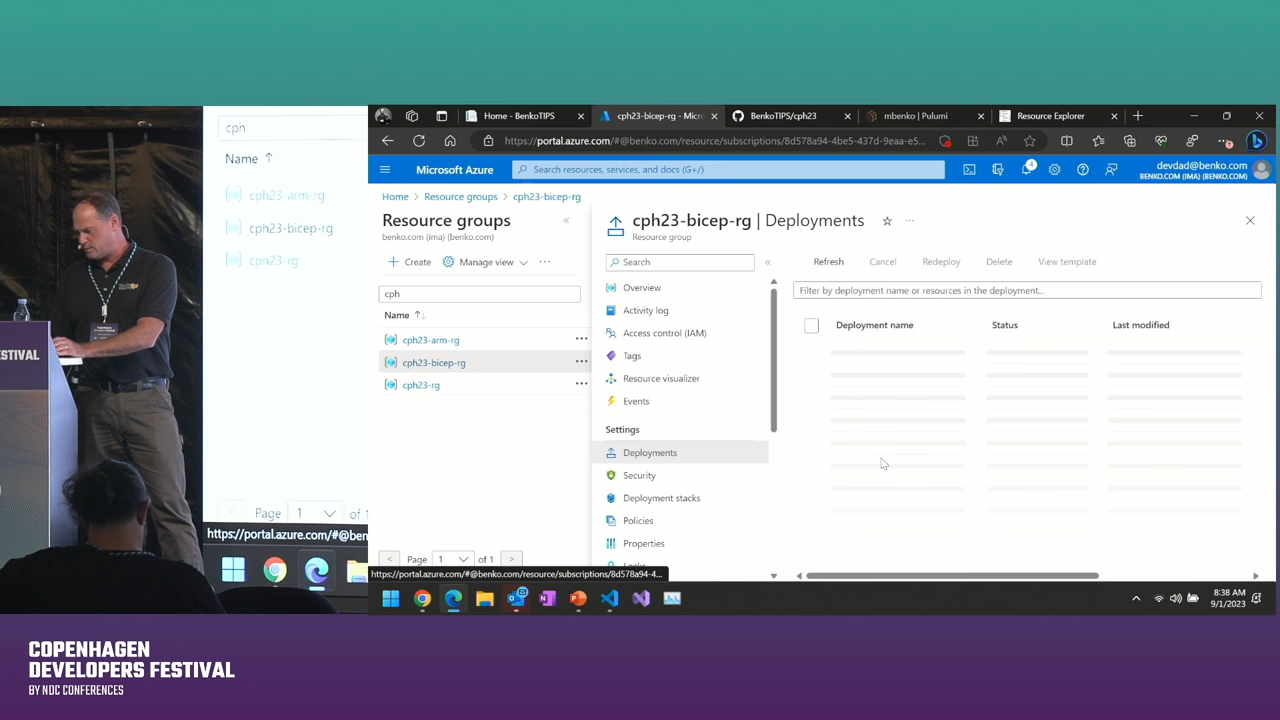 cph
Name ↑
cph23-arm-rg
cph23-bicep-rg
cph23-rg
STIVAL
FESTIVAL
Page 1 of 1
https://portal.azure.com/#@ben
Home - BenkoTIPS
cph23-bicep-rg - Micr
BenkoTIPS/cph23
mbenko | Pulumi
Resource Explorer
https://portal.azure.com/#@benko.com/resource/subscriptions/8d578a94-4be5-437d-9eaa-e5...
Microsoft Azure
Search resources, services, and docs (G+/)
4
devdad@benko.com
BENKO.COM (IMA) (BENKO.COM)
Home > Resource groups > cph23-bicep-rg
Resource groups
benko.com (ima) (benko.com)
Create
Manage view
cph
Name ↑↓
cph23-arm-rg
cph23-bicep-rg
cph23-rg
Page 1 of 1
cph23-bicep-rg | Deployments
Resource group
Search
Overview
Activity log
Access control (IAM)
Tags
Resource visualizer
Events
Settings
Deployments
Security
Deployment stacks
Policies
Properties
Locks
Refresh
Cancel
Redeploy
Delete
View template
Filter by deployment name or resources in the deployment...
Deployment name
Status
Last modified
https://portal.azure.com/#@benko.com/resource/subscriptions/8d578a94-4...
8:38 AM
9/1/2023
COPENHAGEN
DEVELOPERS FESTIVAL
BY NDC CONFERENCES